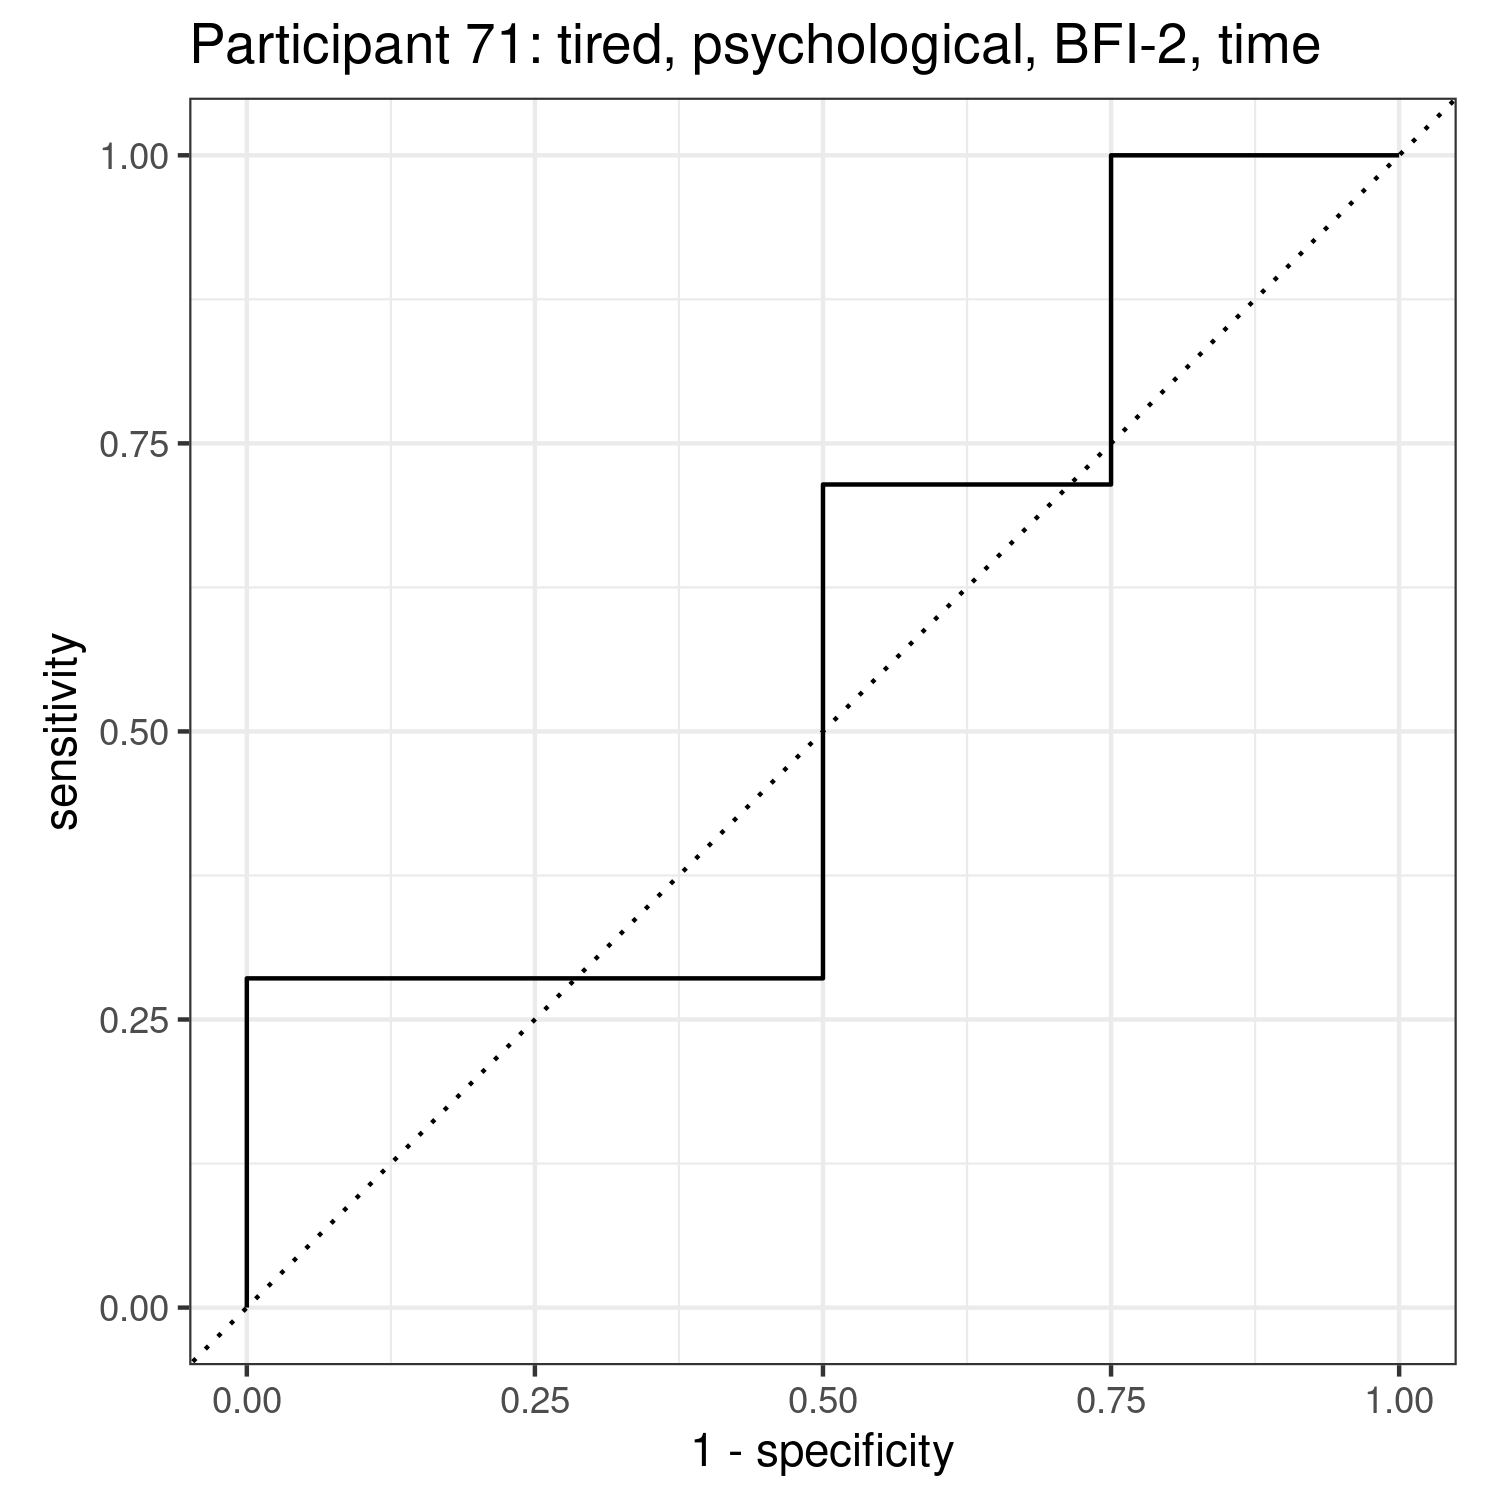 Participant 71: tired, psychological, BFI-2, time
1.00
0.75
0.50
0.25
0.00
sensitivity
0.00 0.25 0.50 0.75 1.00
1 - specificity